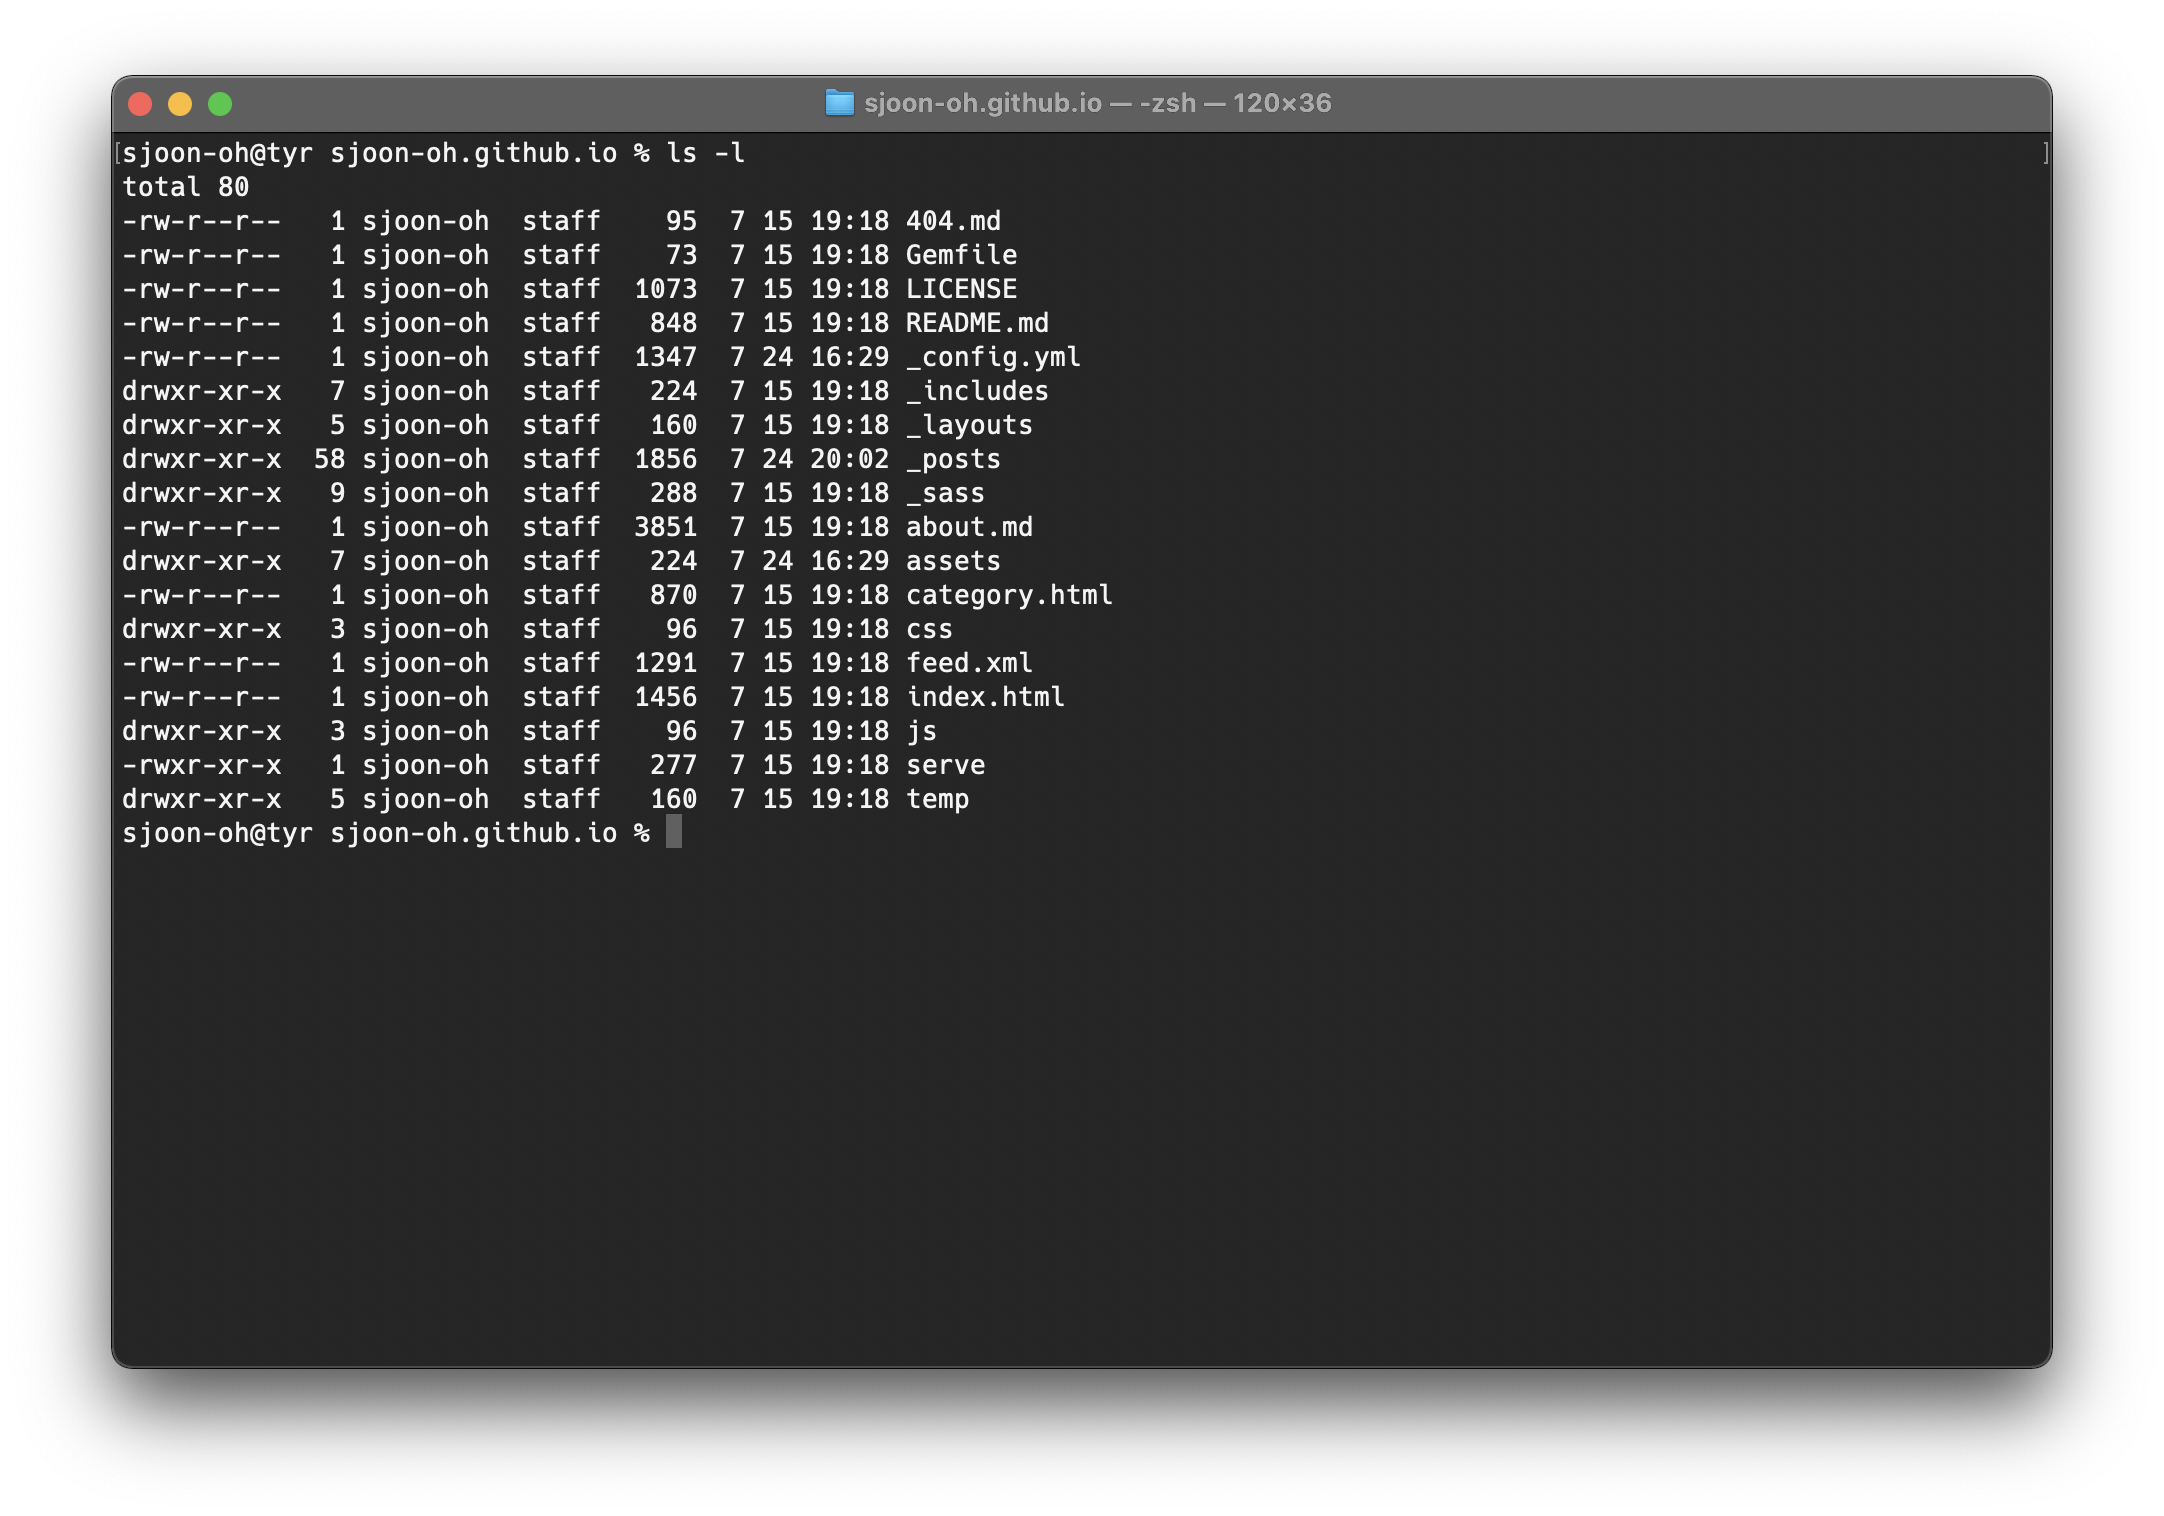 sjoon-oh.github.io — -zsh — 120×36
[sjoon-oh@tyr sjoon-oh.github.io % ls -l ]
total 80
-rw-r--r--   1 sjoon-oh  staff    95  7 15 19:18 404.md
-rw-r--r--   1 sjoon-oh  staff    73  7 15 19:18 Gemfile
-rw-r--r--   1 sjoon-oh  staff  1073  7 15 19:18 LICENSE
-rw-r--r--   1 sjoon-oh  staff   848  7 15 19:18 README.md
-rw-r--r--   1 sjoon-oh  staff  1347  7 24 16:29 _config.yml
drwxr-xr-x   7 sjoon-oh  staff   224  7 15 19:18 _includes
drwxr-xr-x   5 sjoon-oh  staff   160  7 15 19:18 _layouts
drwxr-xr-x  58 sjoon-oh  staff  1856  7 24 20:02 _posts
drwxr-xr-x   9 sjoon-oh  staff   288  7 15 19:18 _sass
-rw-r--r--   1 sjoon-oh  staff  3851  7 15 19:18 about.md
drwxr-xr-x   7 sjoon-oh  staff   224  7 24 16:29 assets
-rw-r--r--   1 sjoon-oh  staff   870  7 15 19:18 category.html
drwxr-xr-x   3 sjoon-oh  staff    96  7 15 19:18 css
-rw-r--r--   1 sjoon-oh  staff  1291  7 15 19:18 feed.xml
-rw-r--r--   1 sjoon-oh  staff  1456  7 15 19:18 index.html
drwxr-xr-x   3 sjoon-oh  staff    96  7 15 19:18 js
-rwxr-xr-x   1 sjoon-oh  staff   277  7 15 19:18 serve
drwxr-xr-x   5 sjoon-oh  staff   160  7 15 19:18 temp
sjoon-oh@tyr sjoon-oh.github.io %